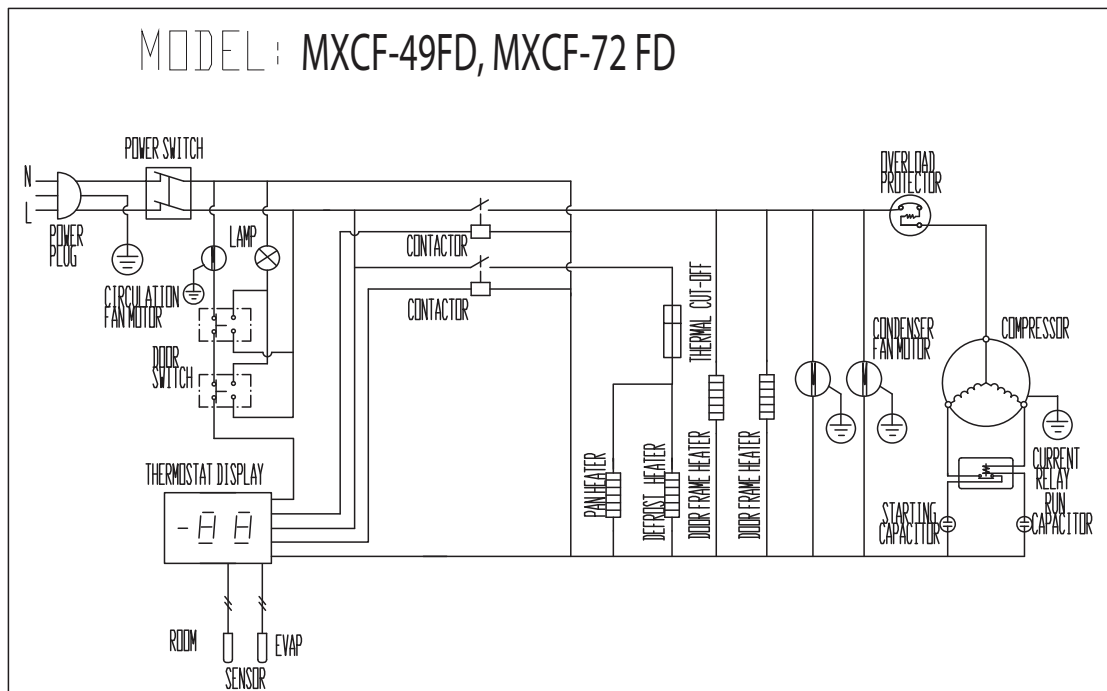 MODEL: MXCF-49FD, MXCF-72 FD
POWER SWITCH
N
L
POWER
PLUG
LAMP
CIRCULATION
FAN MOTOR
DOOR
SWITCH
CONTACTOR
CONTACTOR
THERMOSTAT DISPLAY
ROOM
EVAP
SENSOR
PAN HEATER
DEFROST HEATER
THERMAL CUT-OFF
DOOR FRAME HEATER
DOOR FRAME HEATER
OVERLOAD
PROTECTOR
CONDENSER
FAN MOTOR
COMPRESSOR
CURRENT
RELAY
STARTING
CAPACITOR
RUN
CAPACITOR